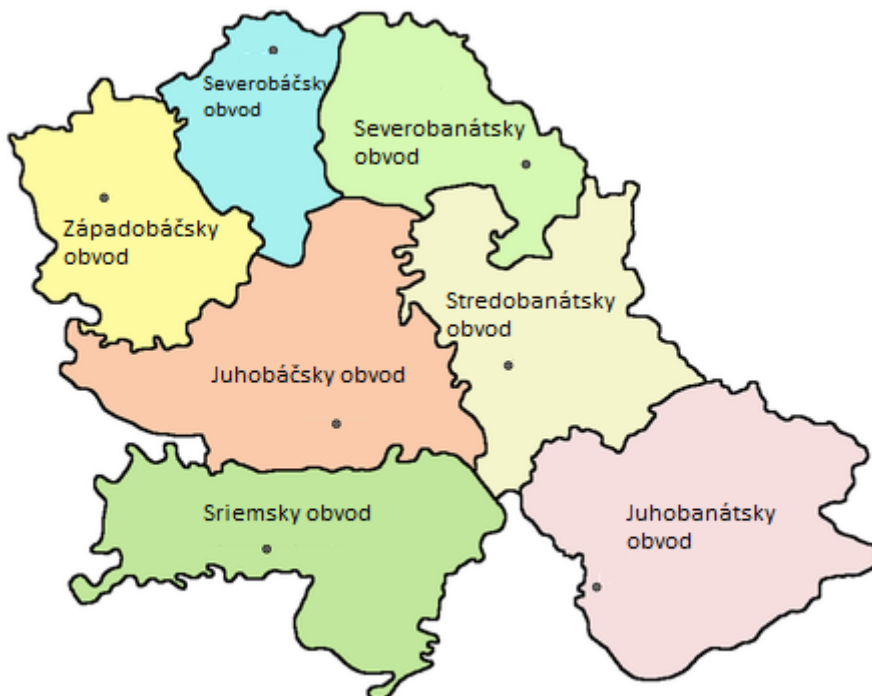 Severobáčsky
obvod
Severobanátsky
obvod
Západobáčsky
obvod
Stredobanátsky
obvod
Juhobáčsky obvod
Sriemsky obvod
Juhobanátsky
obvod